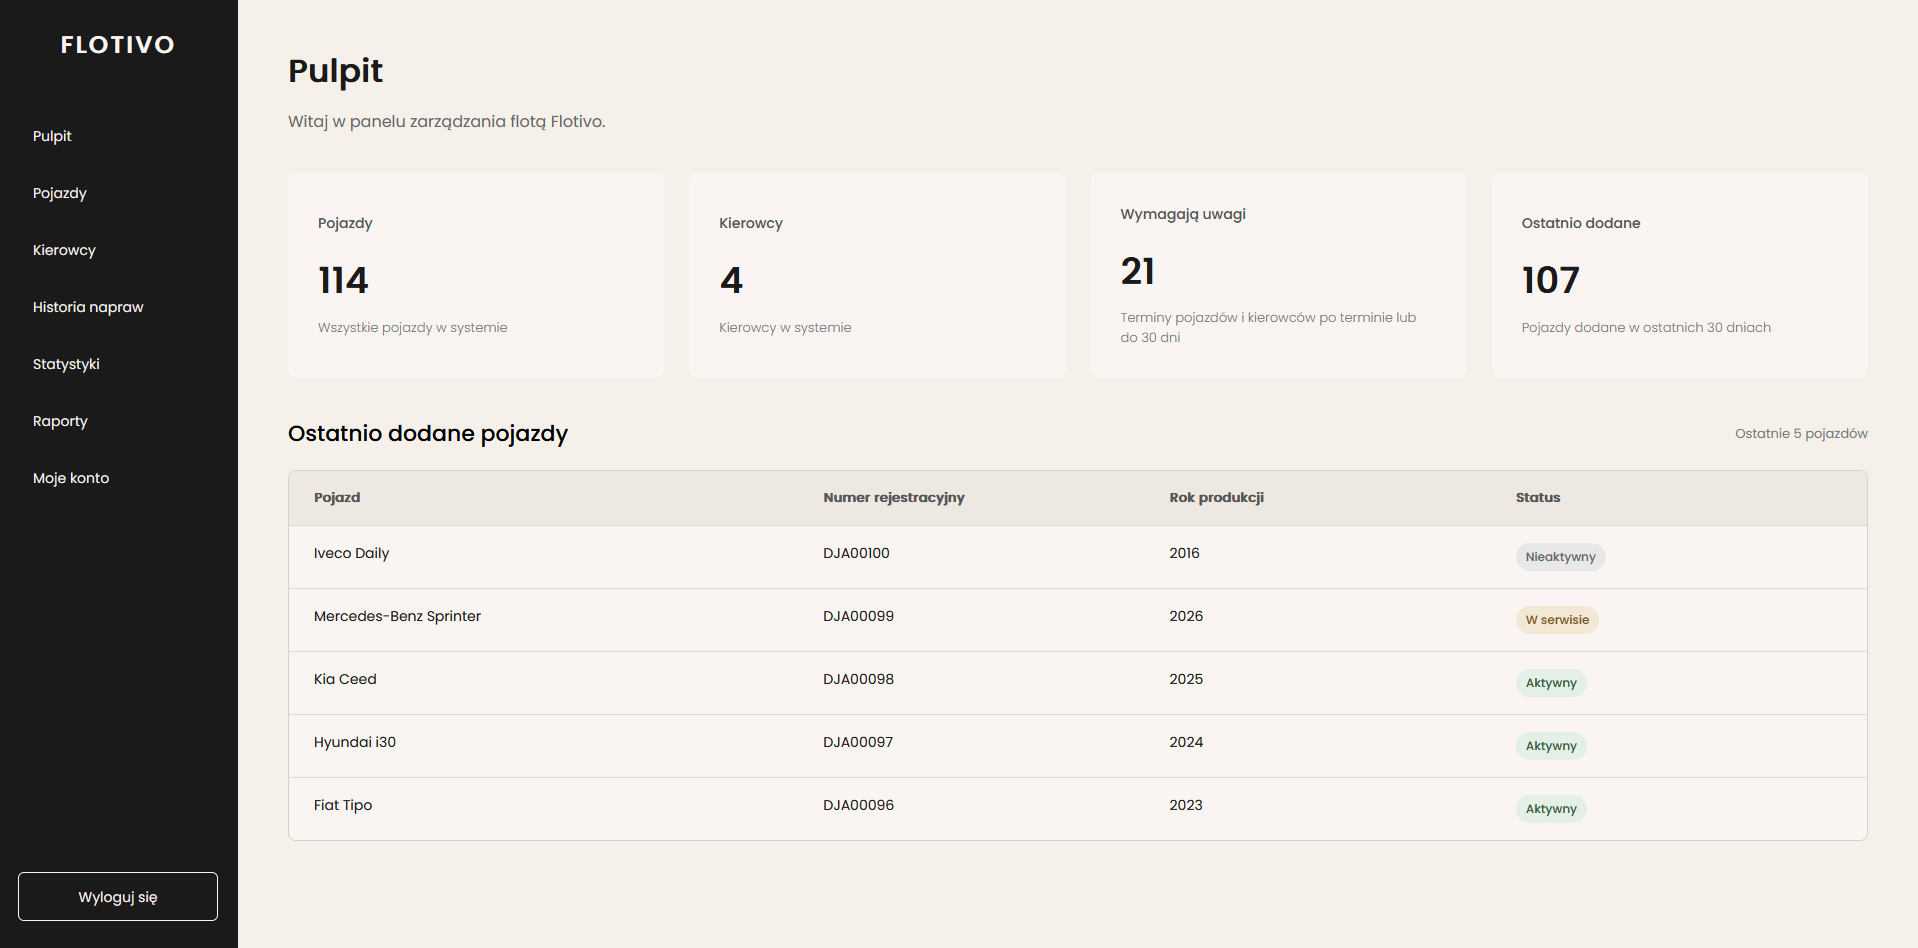 FLOTIVO
Pulpit
Pojazdy
Kierowcy
Historia napraw
Statystyki
Raporty
Moje konto
Wyloguj się
Pulpit
Witaj w panelu zarządzania flotą Flotivo.
Pojazdy
114
Wszystkie pojazdy w systemie
Kierowcy
4
Kierowcy w systemie
Wymagają uwagi
21
Terminy pojazdów i kierowców po terminie lub
do 30 dni
Ostatnio dodane
107
Pojazdy dodane w ostatnich 30 dniach
Ostatnio dodane pojazdy
Ostatnie 5 pojazdów
Pojazd Numer rejestracyjny Rok produkcji Status
Iveco Daily DJA00100 2016 Nieaktywny
Mercedes-Benz Sprinter DJA00099 2026 W serwisie
Kia Ceed DJA00098 2025 Aktywny
Hyundai i30 DJA00097 2024 Aktywny
Fiat Tipo DJA00096 2023 Aktywny